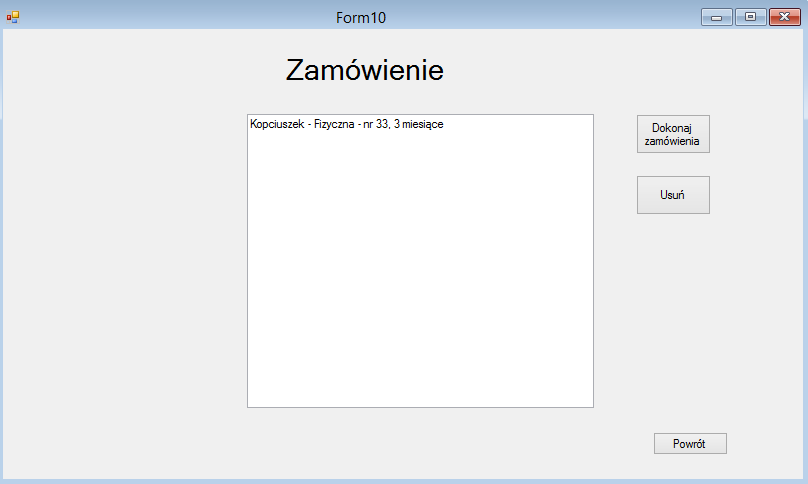 Form10
Zamówienie
Kopciuszek - Fizyczna - nr 33, 3 miesiące
Dokonaj
zamówienia
Usuń
Powrót